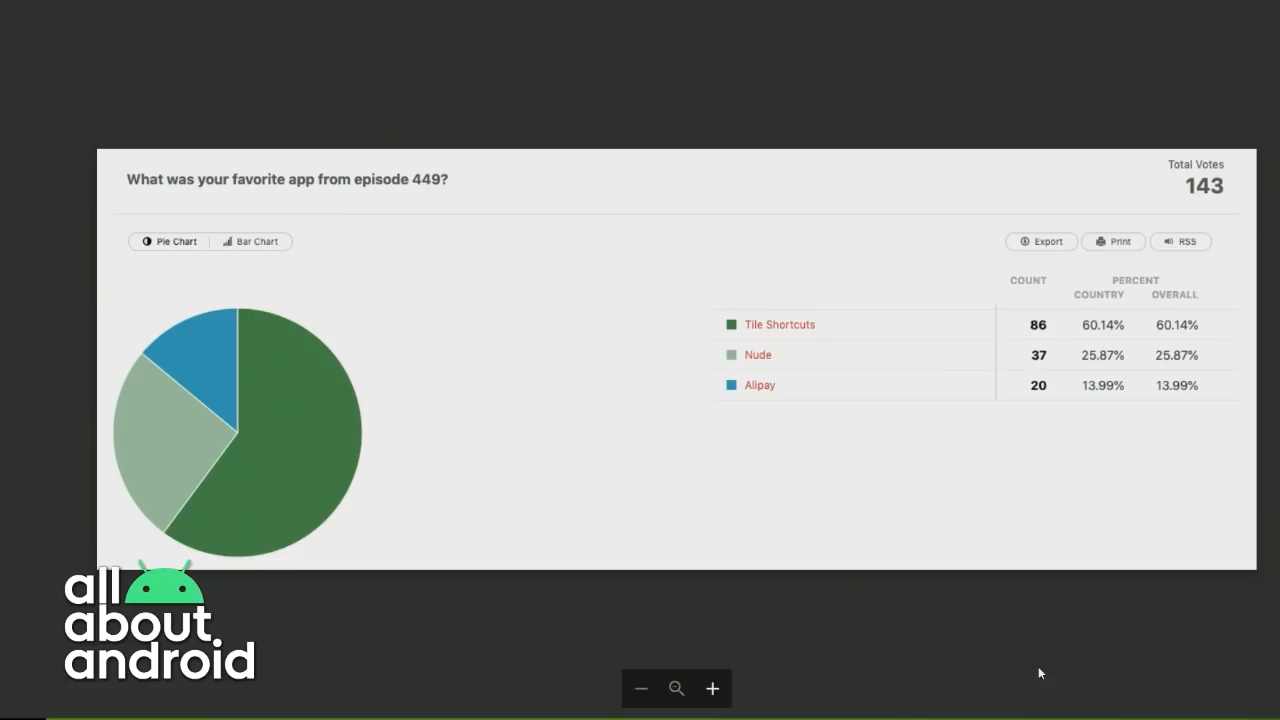 What was your favorite app from episode 449?
Total Votes
143
Pie Chart
Bar Chart
Export
Print
RSS
COUNT
PERCENT
COUNTRY
OVERALL
Tile Shortcuts 86 60.14% 60.14%
Nude 37 25.87% 25.87%
Alipay 20 13.99% 13.99%
all
about
android